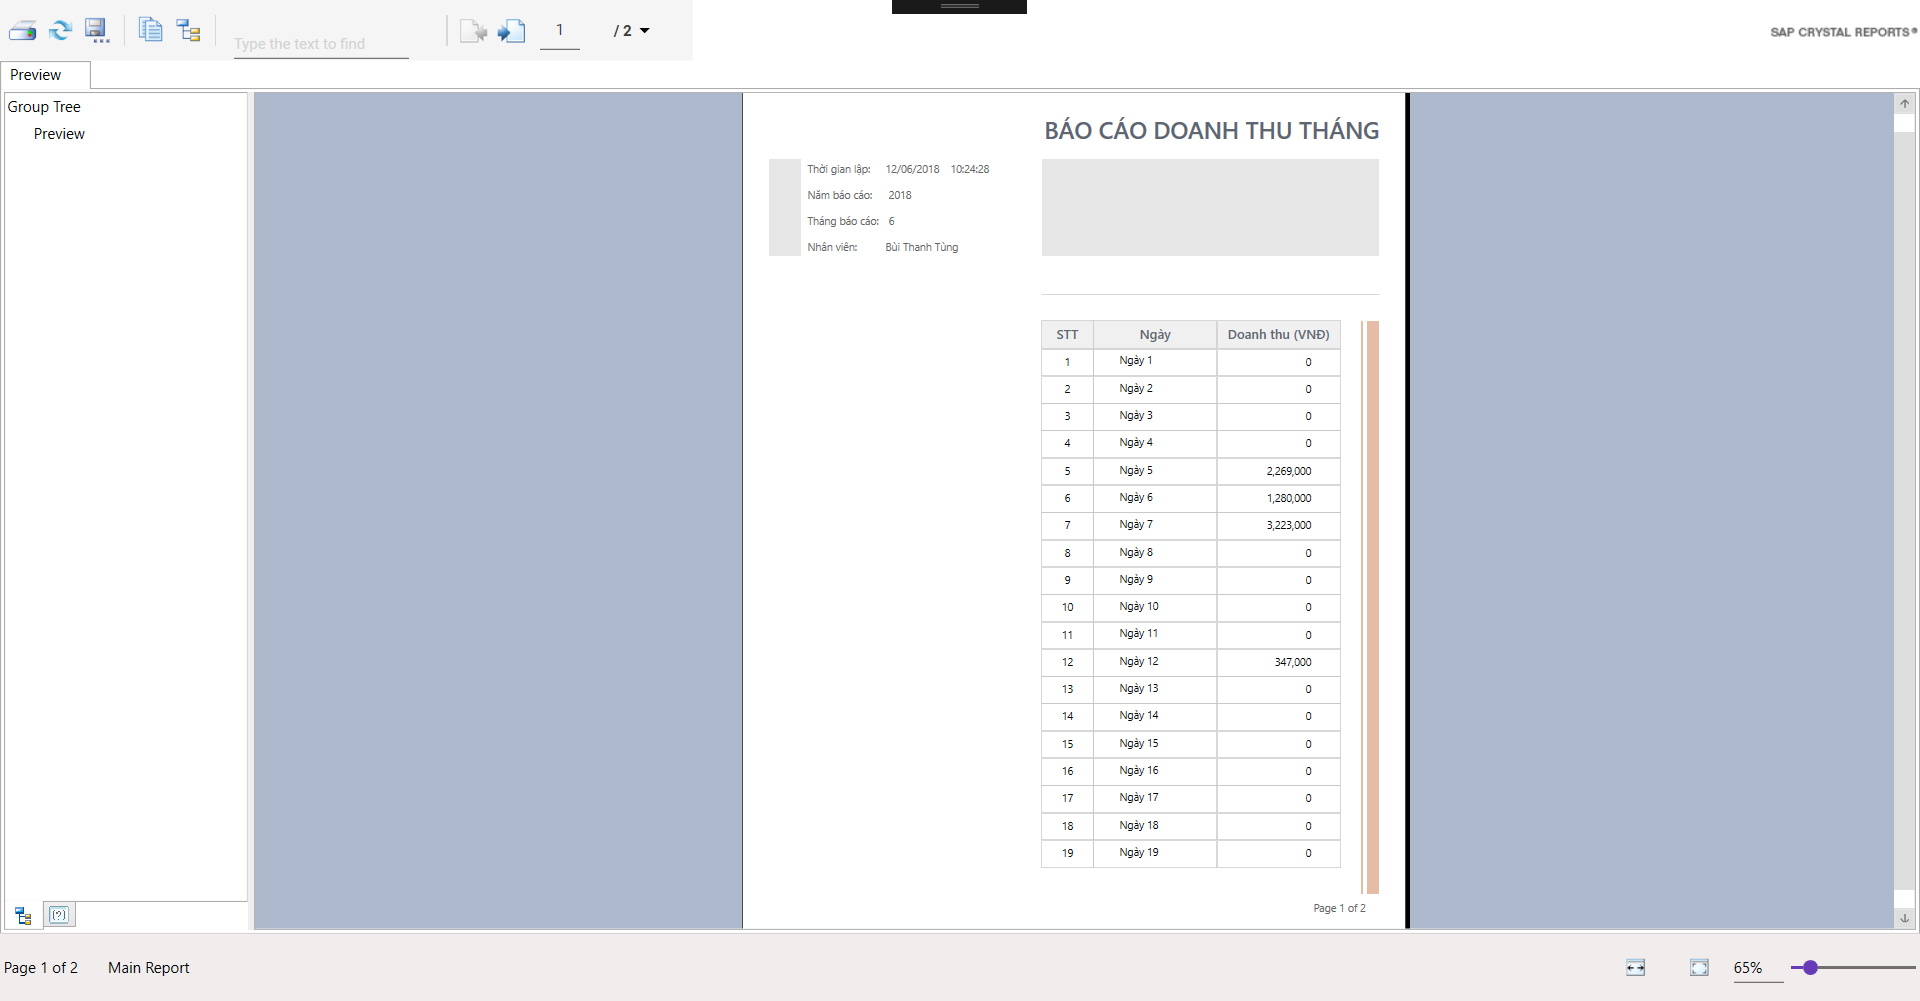 Type the text to find
1
/ 2
SAP CRYSTAL REPORTS®
Preview
Group Tree
Preview
BÁO CÁO DOANH THU THÁNG
Thời gian lập: 12/06/2018 10:24:28
Năm báo cáo: 2018
Tháng báo cáo: 6
Nhân viên: Bùi Thanh Tùng
STT Ngày Doanh thu (VNĐ)
1 Ngày 1 0
2 Ngày 2 0
3 Ngày 3 0
4 Ngày 4 0
5 Ngày 5 2,269,000
6 Ngày 6 1,280,000
7 Ngày 7 3,223,000
8 Ngày 8 0
9 Ngày 9 0
10 Ngày 10 0
11 Ngày 11 0
12 Ngày 12 347,000
13 Ngày 13 0
14 Ngày 14 0
15 Ngày 15 0
16 Ngày 16 0
17 Ngày 17 0
18 Ngày 18 0
19 Ngày 19 0
Page 1 of 2
[?]
Page 1 of 2 Main Report
65%